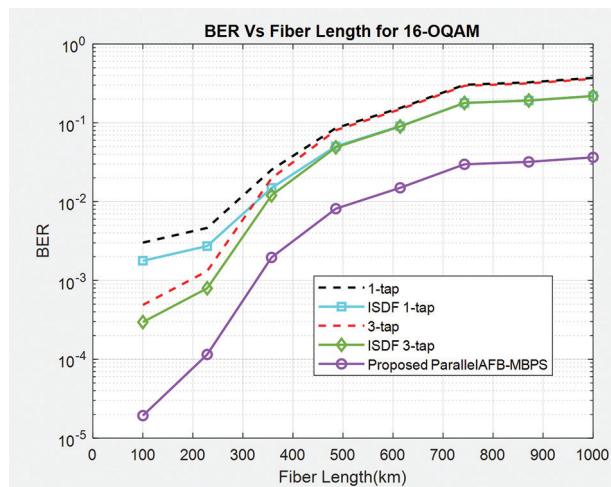 BER Vs Fiber Length for 16-OQAM
10^0
10^-1
10^-2
10^-3
10^-4
10^-5
BER
1-tap
ISDF 1-tap
3-tap
ISDF 3-tap
Proposed ParallelAFB-MBPS
0 100 200 300 400 500 600 700 800 900 1000
Fiber Length(km)